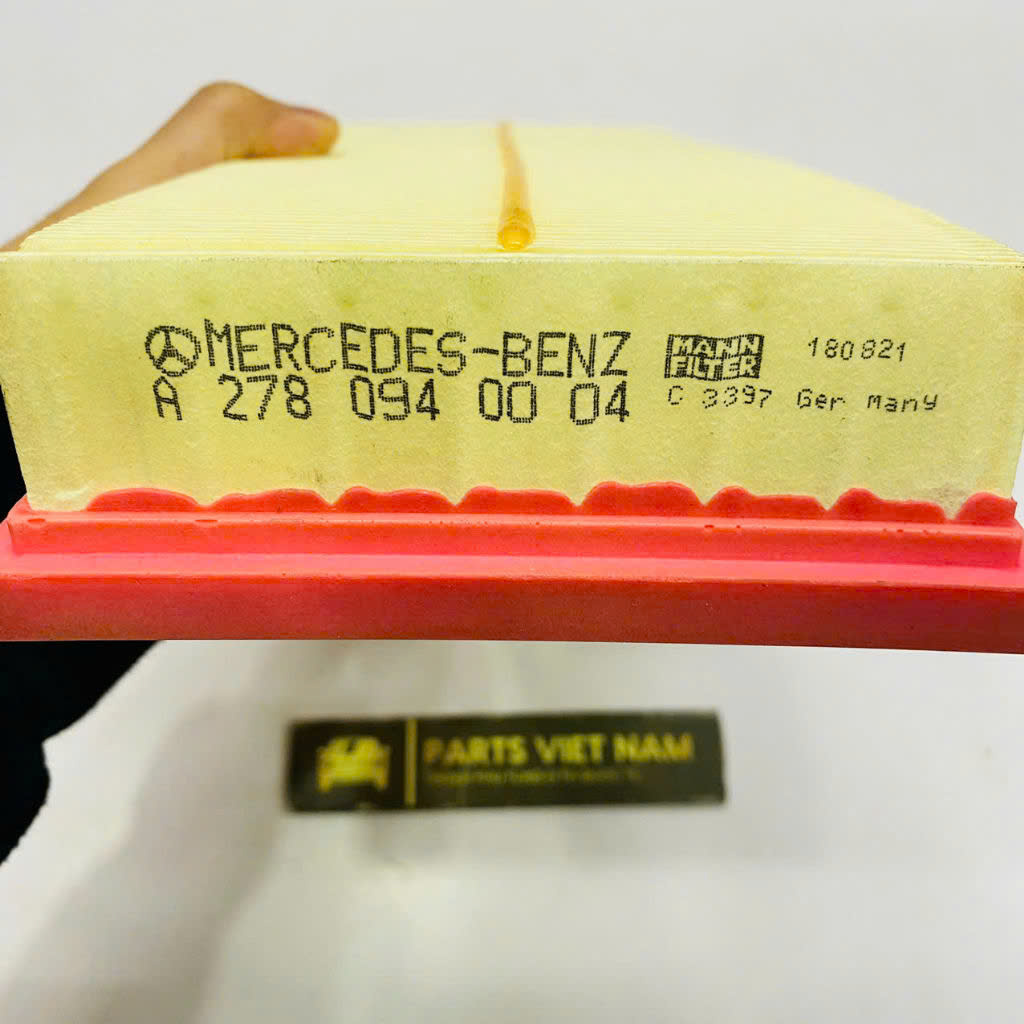 MERCEDES-BENZ
A 278 094 00 04
MANN
FILTER
180821
C 3397 Ger many
PARTS VIET NAM